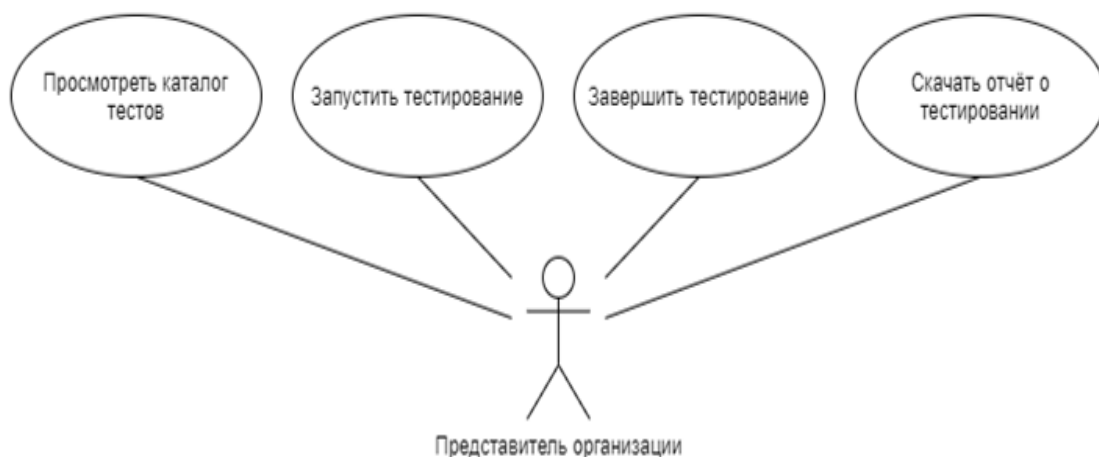 Просмотреть каталог
тестов
Запустить тестирование
Завершить тестирование
Скачать отчёт о
тестировании
Представитель организации